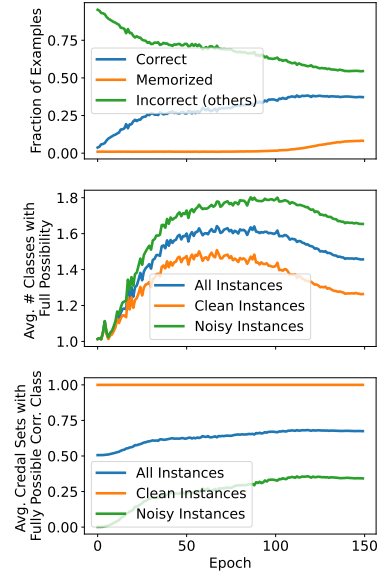 Fraction of Examples
0.75
0.50
0.25
0.00
Correct
Memorized
Incorrect (others)
Avg. # Classes with
Full Possibility
1.8
1.6
1.4
1.2
1.0
All Instances
Clean Instances
Noisy Instances
Avg. Credal Sets with
Fully Possible Corr. Class
1.00
0.75
0.50
0.25
0.00
All Instances
Clean Instances
Noisy Instances
0
50
100
150
Epoch